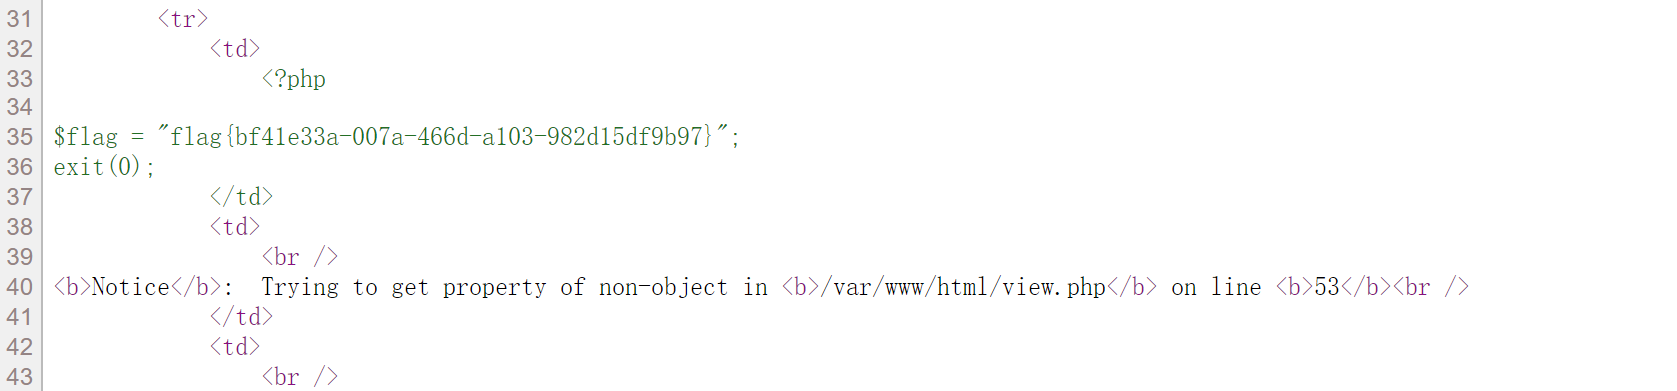 31 <tr>
32 <td>
33 <?php
34
35 $flag = "flag{bf41e33a-007a-466d-a103-982d15df9b97}";
36 exit(0);
37 </td>
38 <td>
39 <br />
40 <b>Notice</b>:  Trying to get property of non-object in <b>/var/www/html/view.php</b> on line <b>53</b><br />
41 </td>
42 <td>
43 <br />